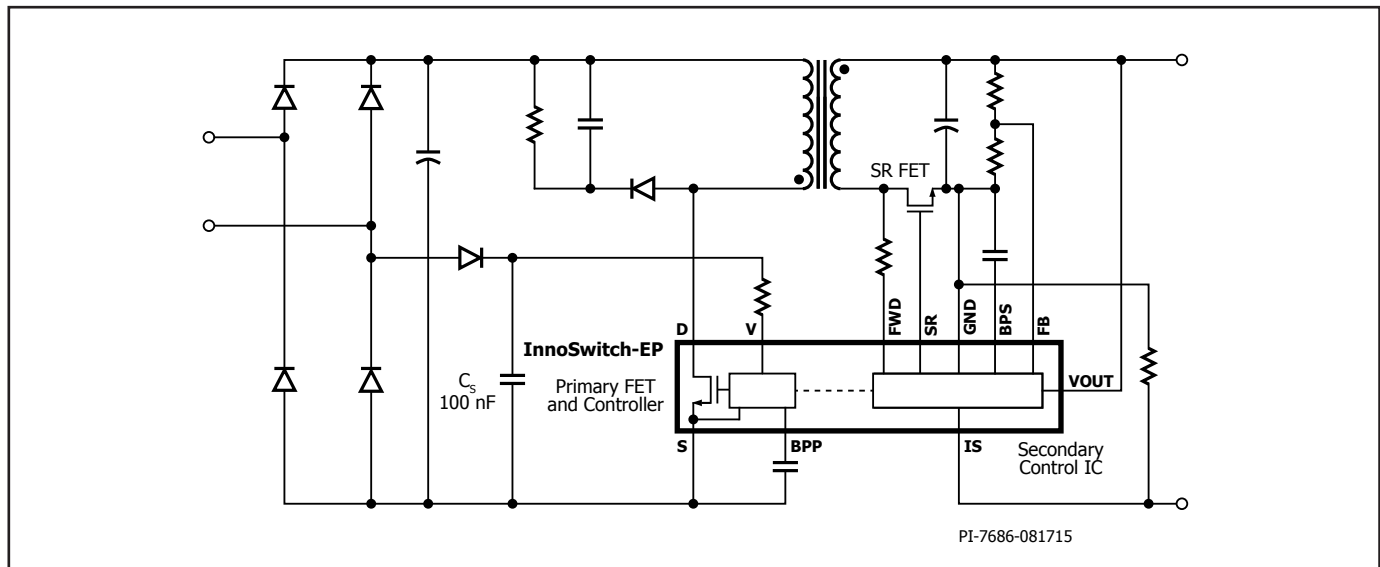 SR FET
FWD
SR
GND
BPS
FB
D
V
InnoSwitch-EP
Primary FET
and Controller
VOUT
CS
100 nF
S
BPP
IS
Secondary
Control IC
PI-7686-081715